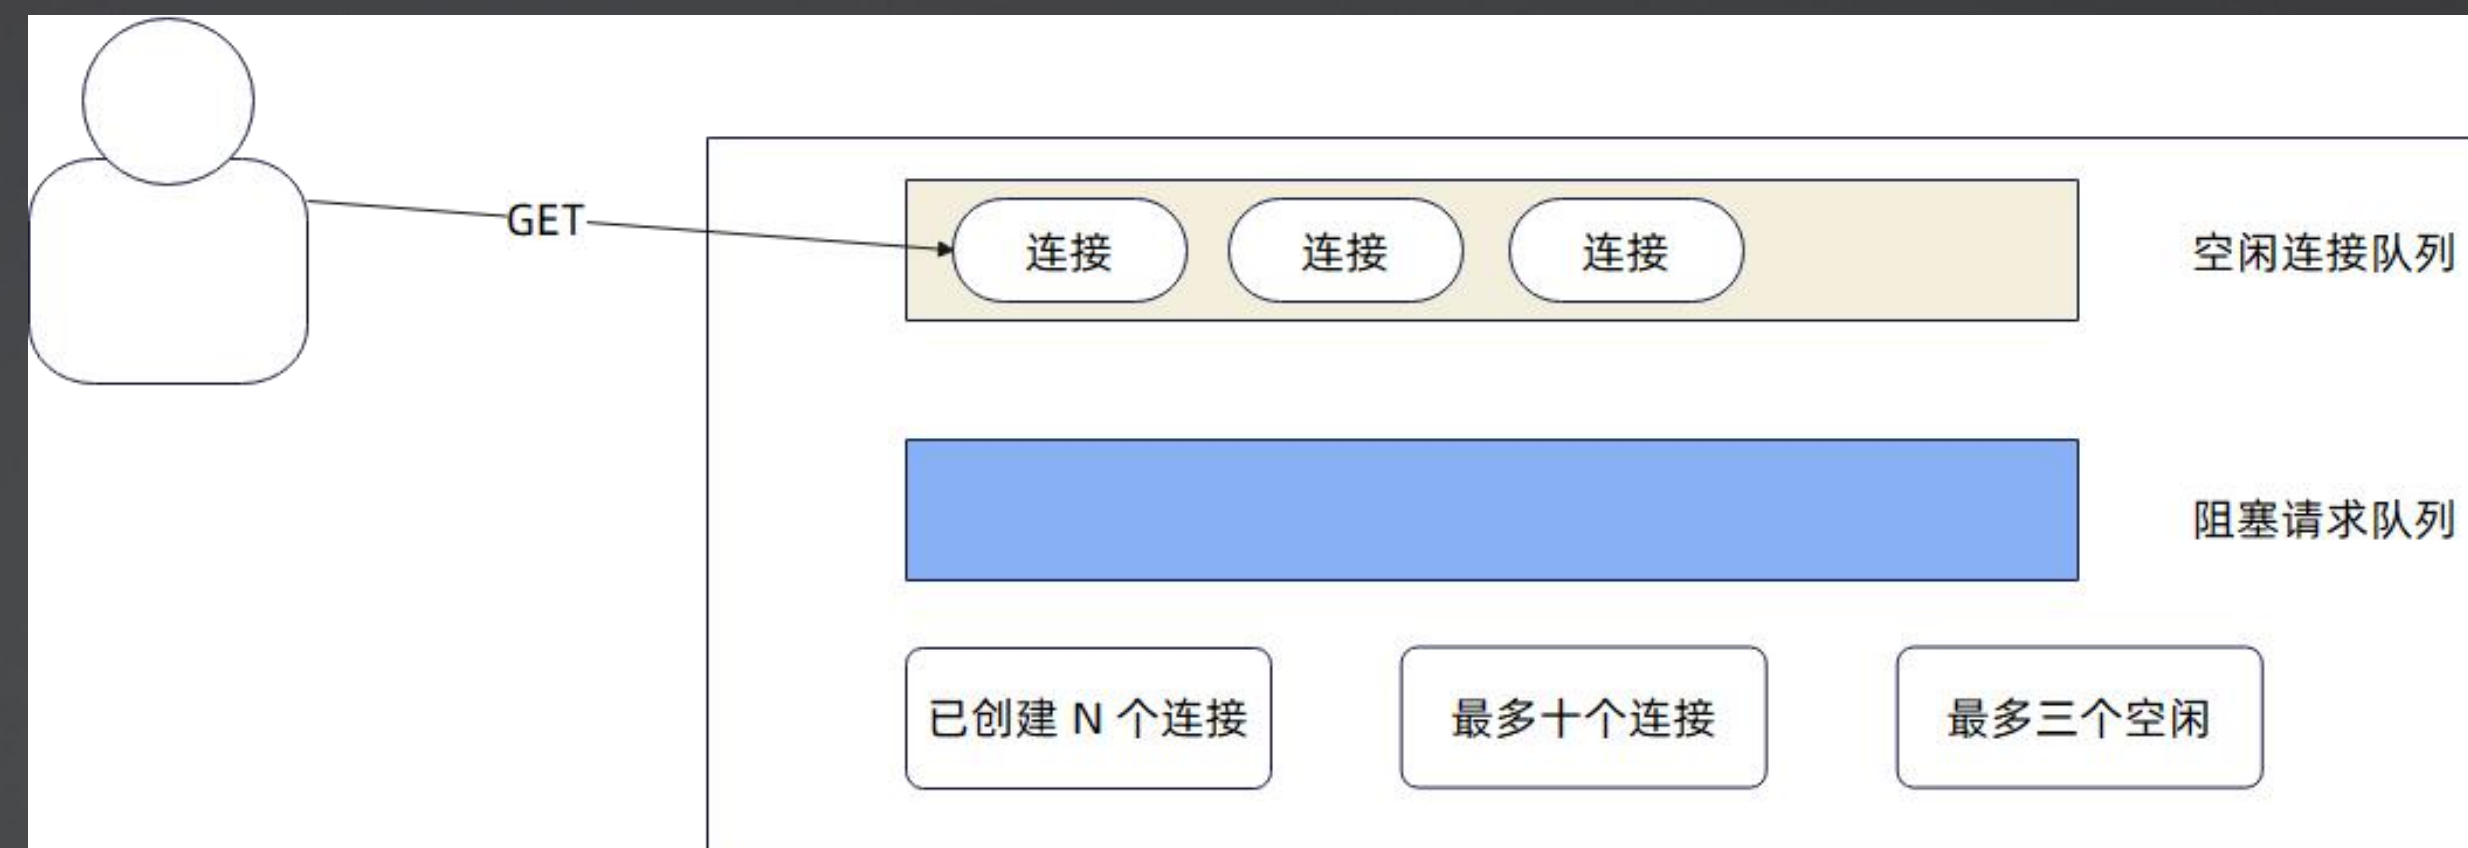 GET
连接
连接
连接
空闲连接队列
阻塞请求队列
已创建 N 个连接
最多十个连接
最多三个空闲